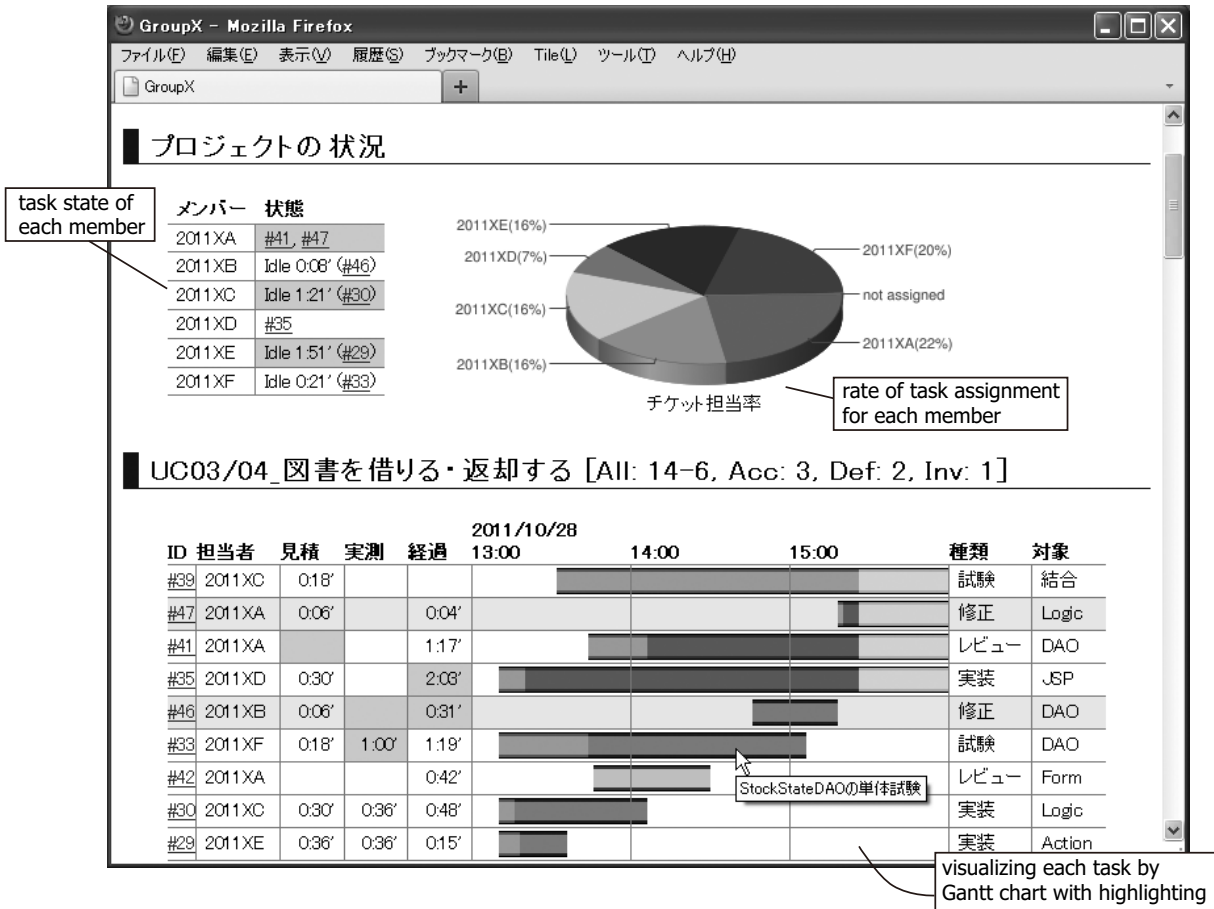 GroupX - Mozilla Firefox
ファイル(F) 編集(E) 表示(V) 履歴(S) ブックマーク(B) Tile(L) ツール(T) ヘルプ(H)
GroupX +
プロジェクトの状況
task state of
each member
メンバー 状態
2011XA #41, #47
2011XB Idle 0:08' (#46)
2011XC Idle 1:21' (#30)
2011XD #35
2011XE Idle 1:51' (#29)
2011XF Idle 0:21' (#33)
2011XE(16%)
2011XF(20%)
2011XD(7%)
not assigned
2011XC(16%)
2011XA(22%)
2011XB(16%)
チケット担当率
rate of task assignment
for each member
UC03/04_図書を借りる・返却する [All: 14-6, Acc: 3, Def: 2, Inv: 1]
2011/10/28
ID 担当者 見積 実測 経過 13:00 14:00 15:00 種類 対象
#39 2011XC 0:18' 試験 結合
#47 2011XA 0:06' 0:04' 修正 Logic
#41 2011XA 1:17' レビュー DAO
#35 2011XD 0:30' 2:03' 実装 JSP
#46 2011XB 0:06' 0:31' 修正 DAO
#33 2011XF 0:18' 1:00' 1:19' 試験 DAO
#42 2011XA 0:42' レビュー Form
StockStateDAOの単体試験
#30 2011XC 0:30' 0:36' 0:48' 実装 Logic
#29 2011XE 0:36' 0:36' 0:15' 実装 Action
visualizing each task by
Gantt chart with highlighting